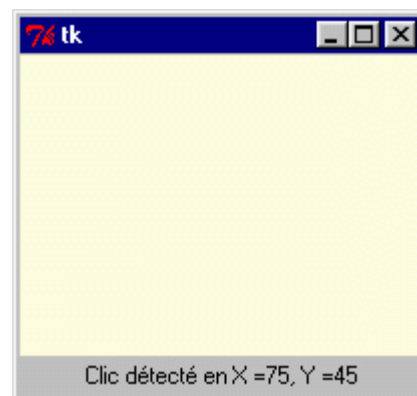 tk
Clic détecté en X =75, Y =45